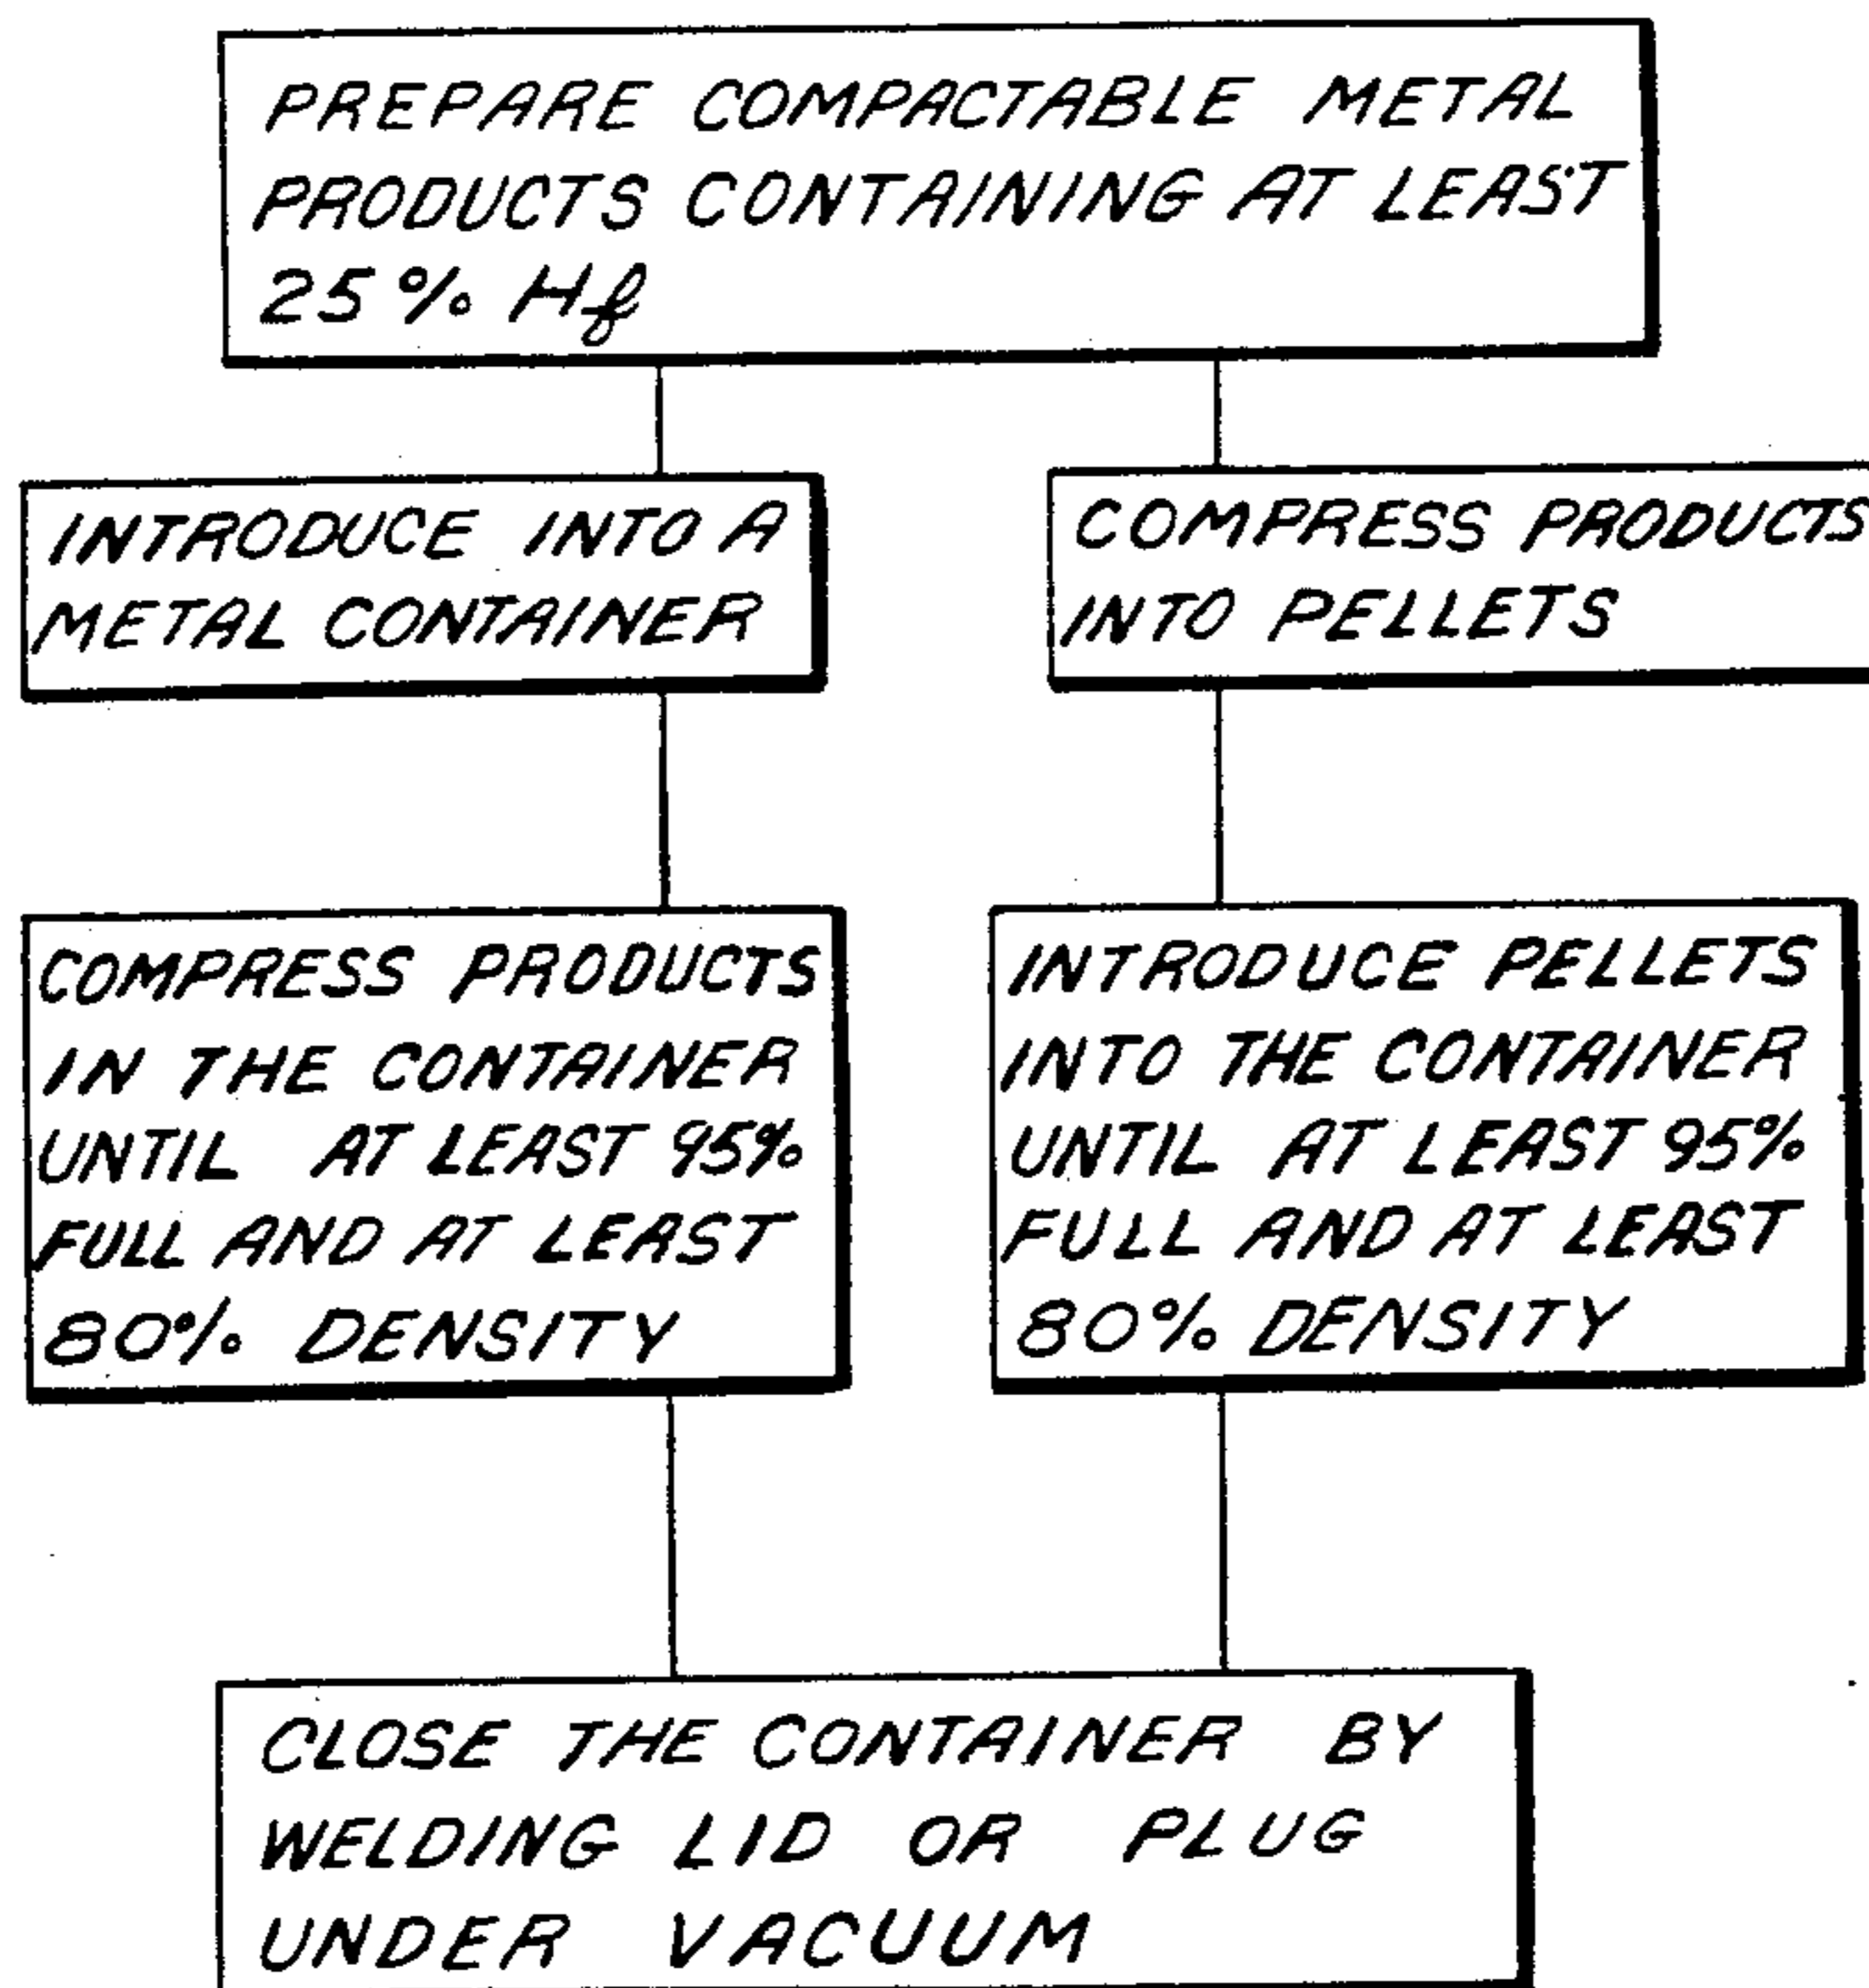 PREPARE COMPACTABLE METAL
PRODUCTS CONTAINING AT LEAST
25% Hf
INTRODUCE INTO A
METAL CONTAINER
COMPRESS PRODUCTS
INTO PELLETS
COMPRESS PRODUCTS
IN THE CONTAINER
UNTIL AT LEAST 95%
FULL AND AT LEAST
80% DENSITY
INTRODUCE PELLETS
INTO THE CONTAINER
UNTIL AT LEAST 95%
FULL AND AT LEAST
80% DENSITY
CLOSE THE CONTAINER BY
WELDING LID OR PLUG
UNDER VACUUM